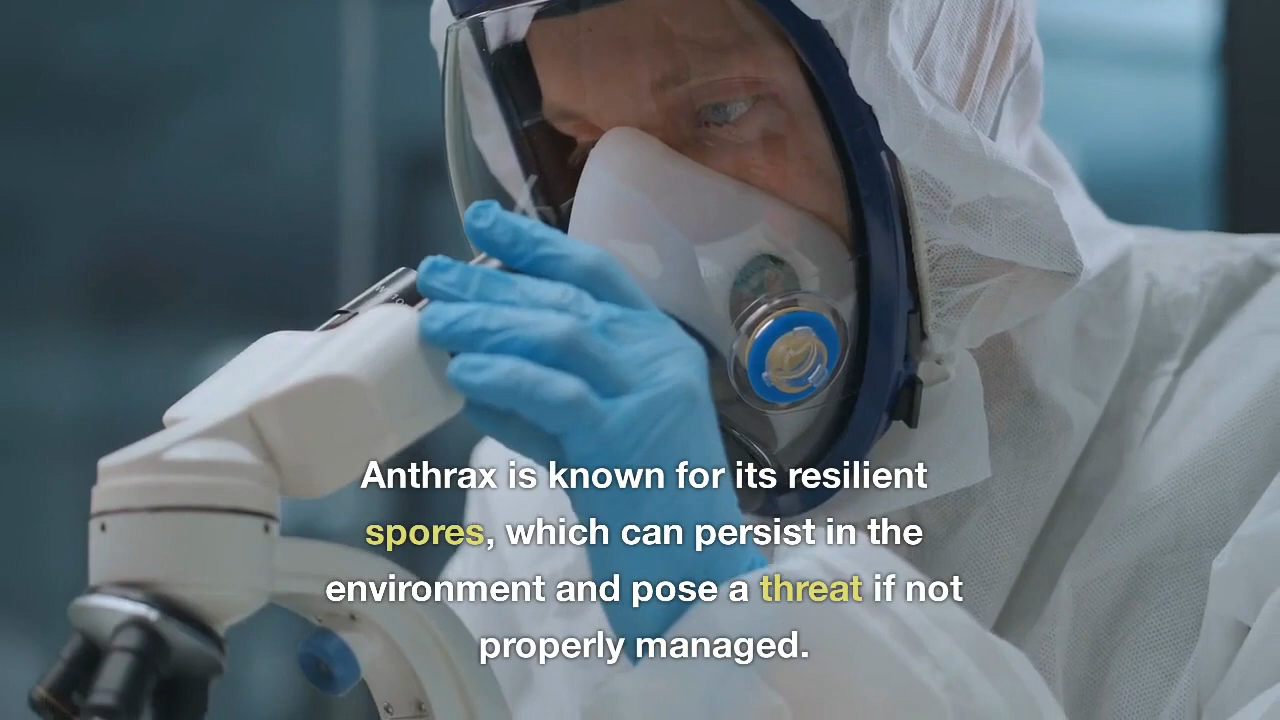 Anthrax is known for its resilient
spores, which can persist in the
environment and pose a threat if not
properly managed.